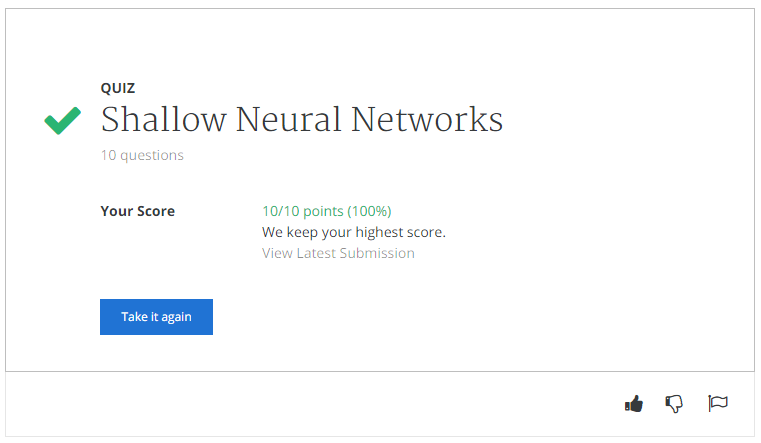 QUIZ
Shallow Neural Networks
10 questions
Your Score
10/10 points (100%)
We keep your highest score.
View Latest Submission
Take it again